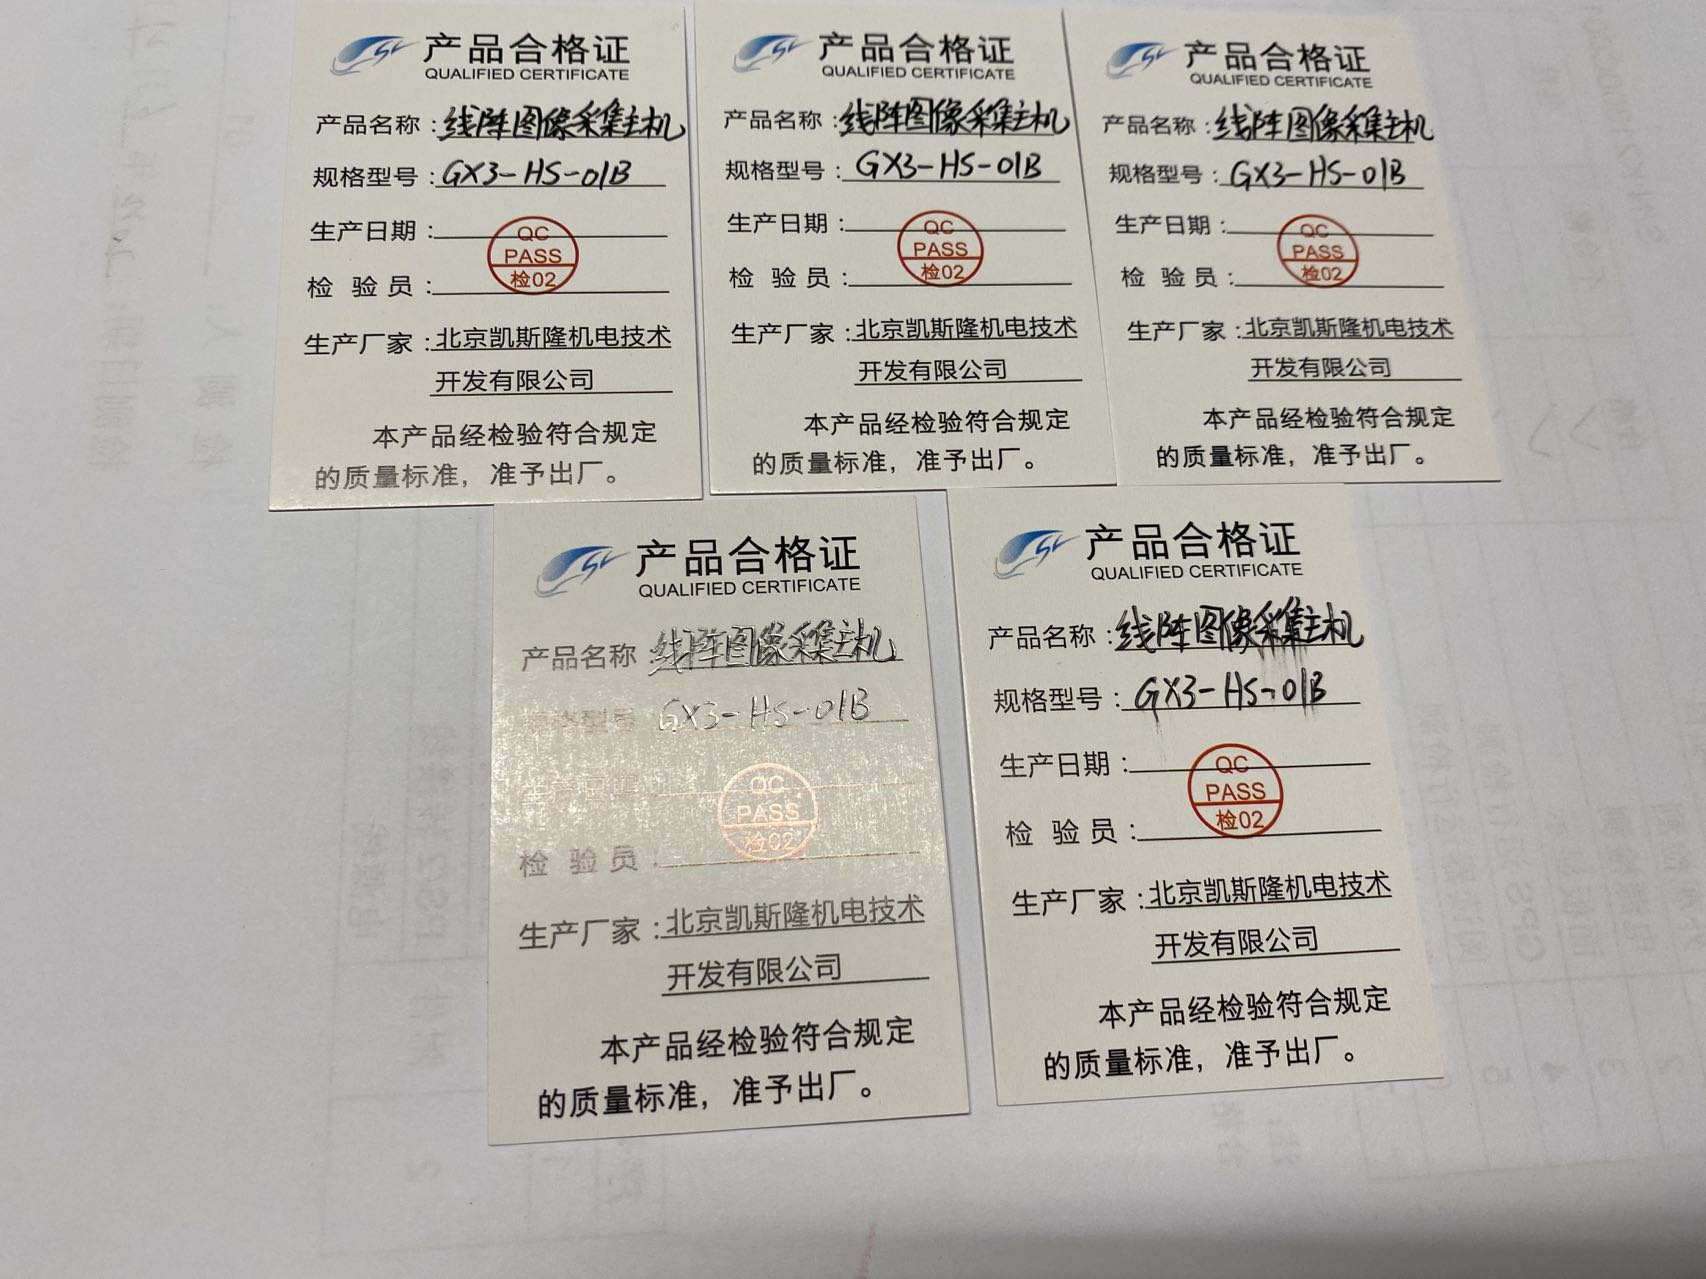 产品合格证
QUALIFIED CERTIFICATE
产品名称：线阵图像采集主机
规格型号：GX3-HS-01B
生产日期：
QC
PASS
检02
检 验 员：
生产厂家：北京凯斯隆机电技术
开发有限公司
本产品经检验符合规定
的质量标准，准予出厂。
产品合格证
QUALIFIED CERTIFICATE
产品名称：线阵图像采集主机
规格型号：GX3-HS-01B
生产日期：
QC
PASS
检02
检 验 员：
生产厂家：北京凯斯隆机电技术
开发有限公司
本产品经检验符合规定
的质量标准，准予出厂。
产品合格证
QUALIFIED CERTIFICATE
产品名称：线阵图像采集主机
规格型号：GX3-HS-01B
生产日期：
QC
PASS
检02
检 验 员：
生产厂家：北京凯斯隆机电技术
开发有限公司
本产品经检验符合规定
的质量标准，准予出厂。
产品合格证
QUALIFIED CERTIFICATE
产品名称 线阵图像采集主机
规格型号 GX3-HS-01B
生产日期
QC
PASS
检02
检 验 员：
生产厂家：北京凯斯隆机电技术
开发有限公司
本产品经检验符合规定
的质量标准，准予出厂。
产品合格证
QUALIFIED CERTIFICATE
产品名称：线阵图像采集主机
规格型号：GX3-HS-01B
生产日期：
QC
PASS
检02
检 验 员：
生产厂家：北京凯斯隆机电技术
开发有限公司
本产品经检验符合规定
的质量标准，准予出厂。